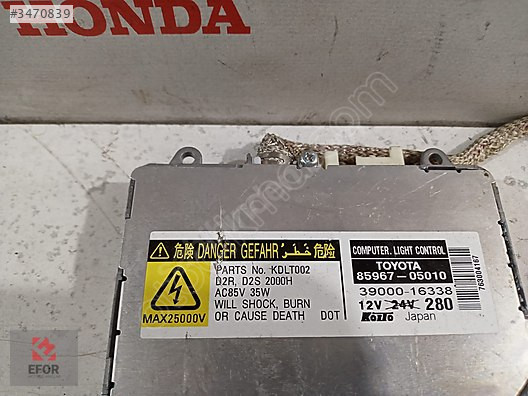 #3470839
HONDA
危険 DANGER GEFAHR خطر 危险
PARTS No. KDLT002
D2R, D2S 2000H
AC85V 35W
WILL SHOCK, BURN
OR CAUSE DEATH DOT
MAX25000V
COMPUTER. LIGHT CONTROL
TOYOTA
85967-05010
39000-16338
12V 24V 280
Koito Japan
763004167
EFOR